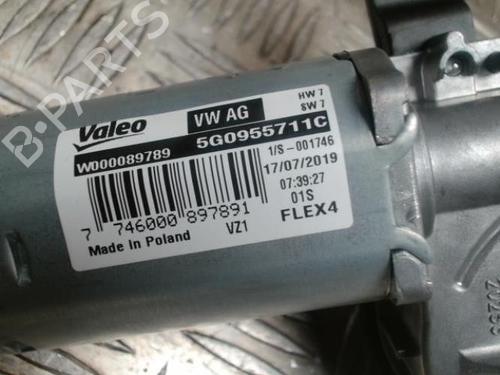 Valeo
VW AG
HW 7
SW 7
W000089789
5G0955711C
1/S-001746
17/07/2019
07:39:27
01S
FLEX4
7 746000 897891
VZ1
Made in Poland
B-PARTS